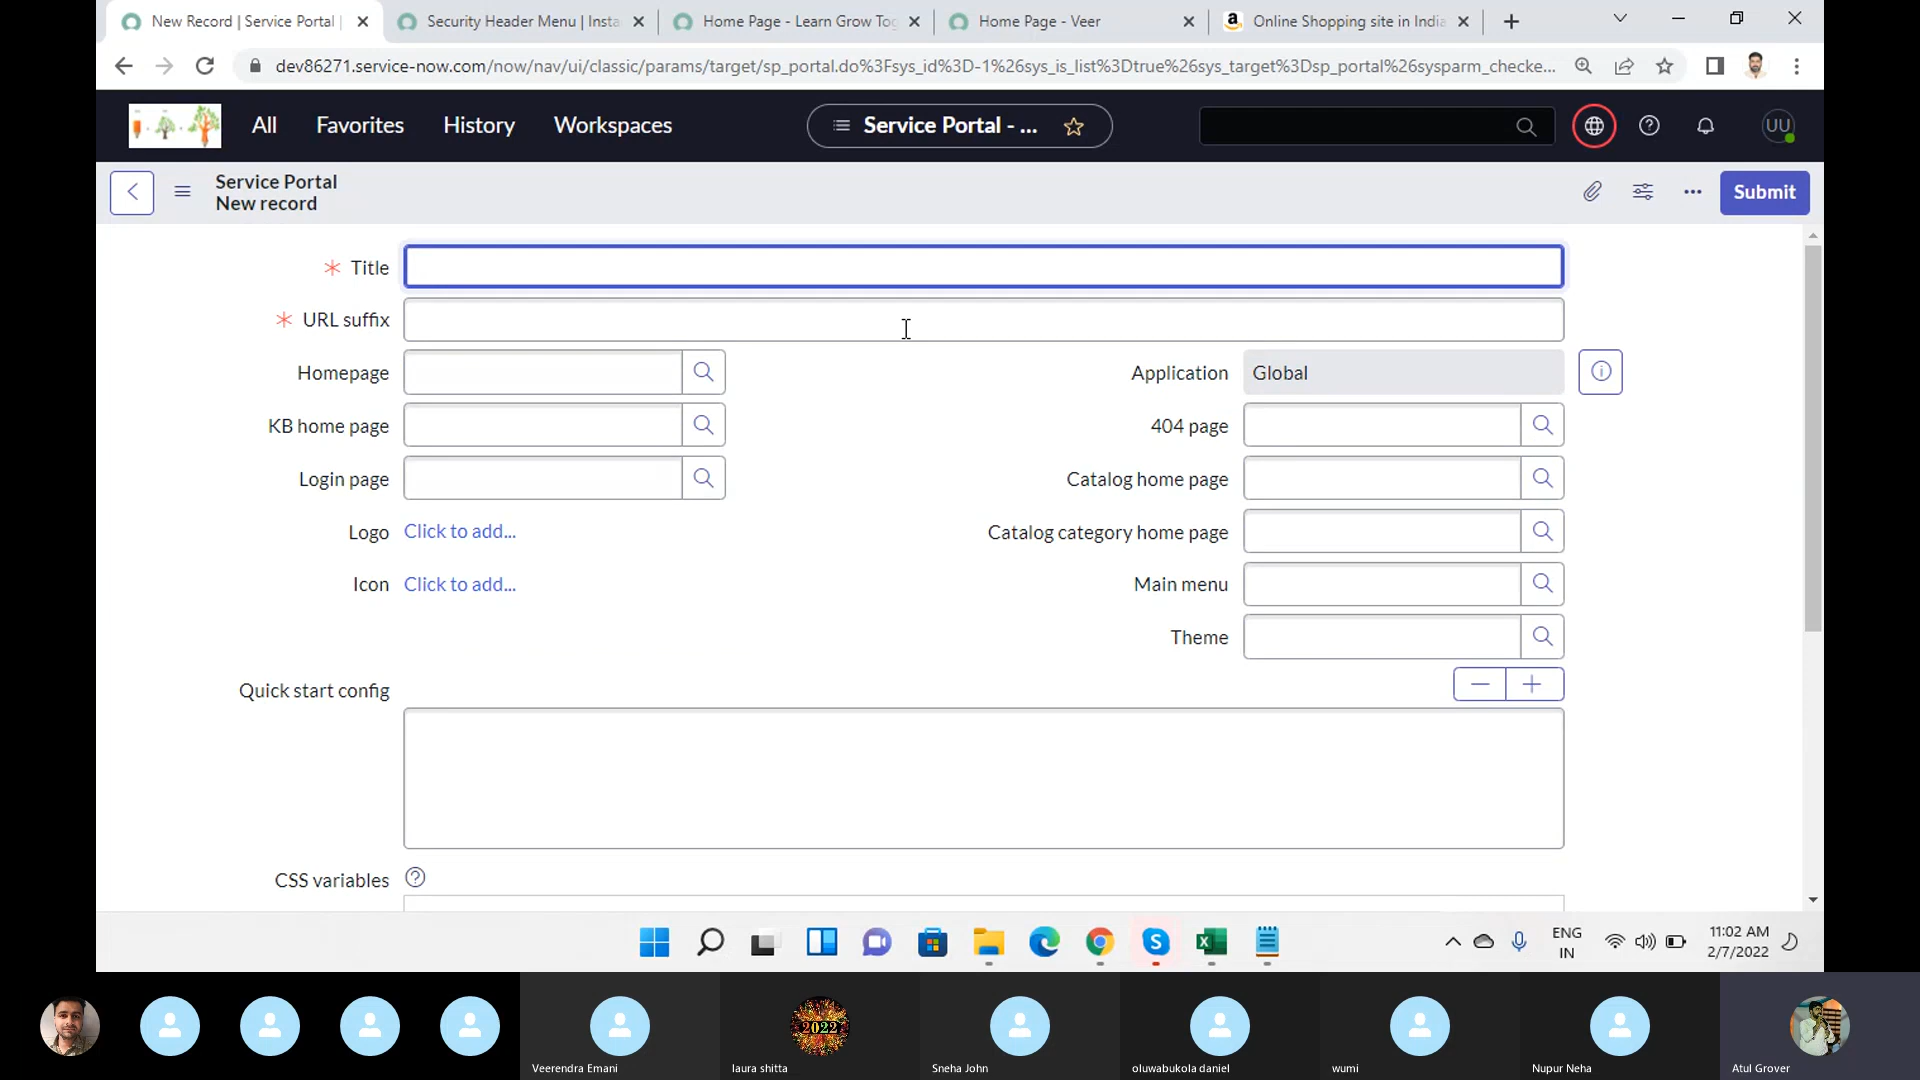 New Record | Service Portal |
Security Header Menu | Insta
Home Page - Learn Grow Tog
Home Page - Veer
Online Shopping site in India
dev86271.service-now.com/now/nav/ui/classic/params/target/sp_portal.do%3Fsys_id%3D-1%26sys_is_list%3Dtrue%26sys_target%3Dsp_portal%26sysparm_checke...
All
Favorites
History
Workspaces
Service Portal - ...
UU
Service Portal
New record
Submit
Title
URL suffix
Homepage
Application
Global
KB home page
404 page
Login page
Catalog home page
Logo
Click to add...
Catalog category home page
Icon
Click to add...
Main menu
Theme
Quick start config
CSS variables
ENG
IN
11:02 AM
2/7/2022
2022
Veerendra Emani
laura shitta
Sneha John
oluwabukola daniel
wumi
Nupur Neha
Atul Grover